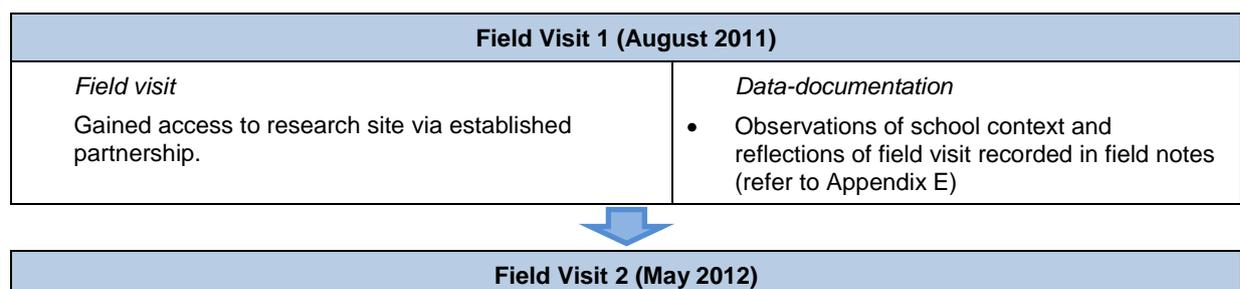 Field Visit 1 (August 2011)
Field visit
Gained access to research site via established
partnership.
Data-documentation
• Observations of school context and
reflections of field visit recorded in field notes
(refer to Appendix E)
Field Visit 2 (May 2012)